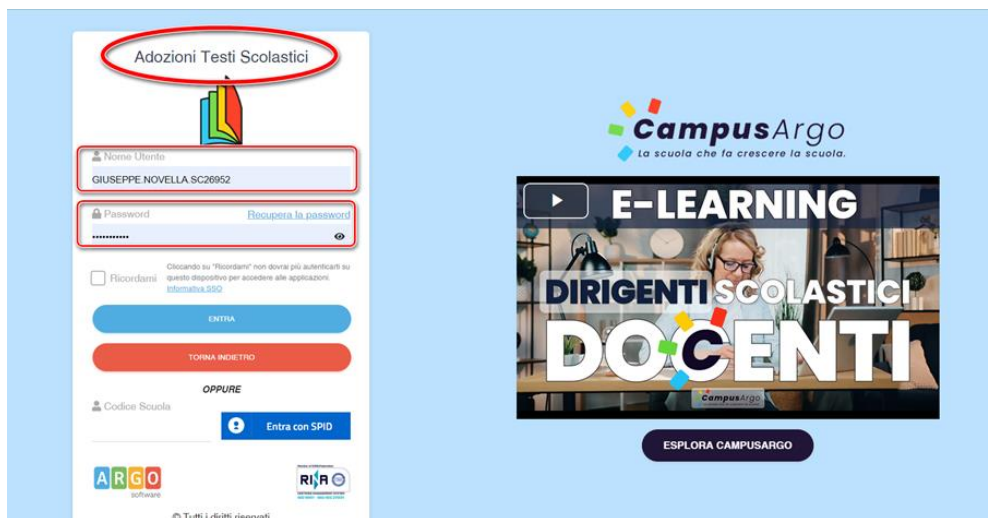 Adozioni Testi Scolastici
Nome Utente
GIUSEPPE.NOVELLA.SC26952
Password Recupera la password
••••••••••••
Ricordami
Cliccando su "Ricordami" non dovrai più autenticarti su
questo dispositivo per accedere alle applicazioni.
Informativa SSO
ENTRA
TORNA INDIETRO
OPPURE
Codice Scuola
Entra con SPID
ARGO
software
RINA
© Tutti i diritti riservati
CampusArgo
La scuola che fa crescere la scuola.
E-LEARNING
DIRIGENTI SCOLASTICI
DOCENTI
CampusArgo
ESPLORA CAMPUSARGO